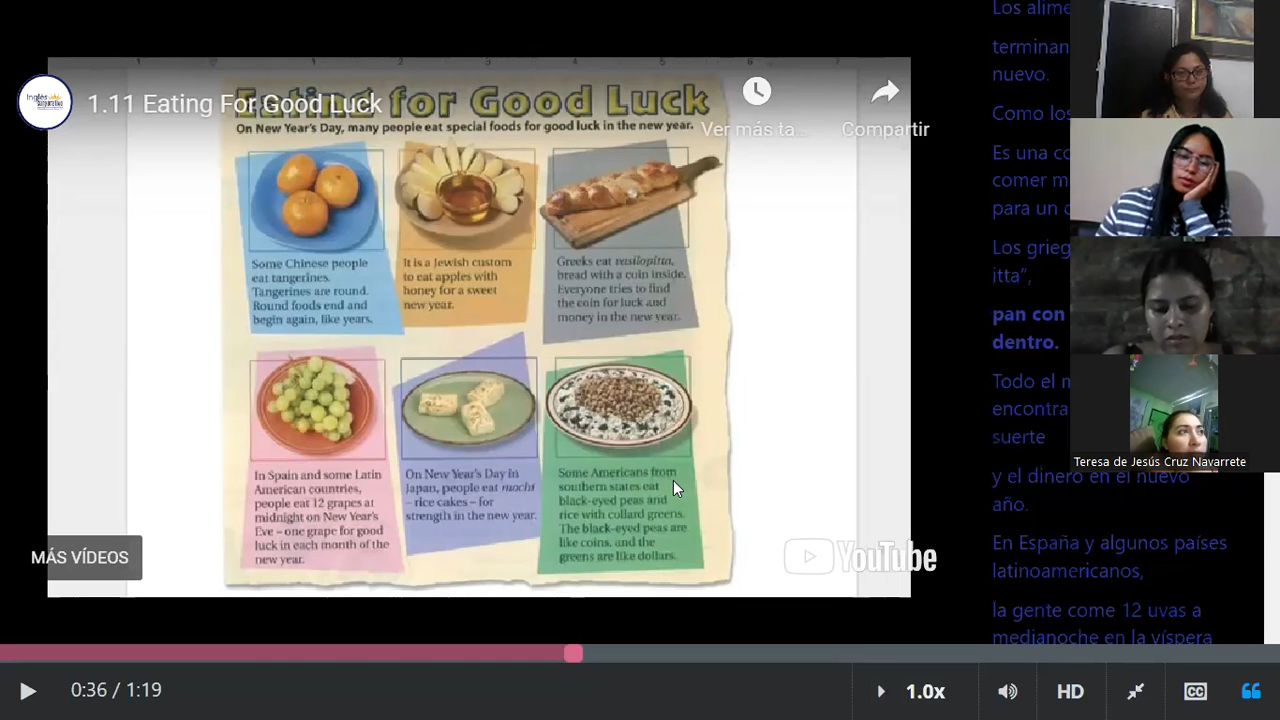 1.11 Eating For Good Luck
Eating for Good Luck
On New Year's Day, many people eat special foods for good luck in the new year.
Ver más ta...
Compartir
Some Chinese people
eat tangerines.
Tangerines are round.
Round foods end and
begin again, like years.
It is a Jewish custom
to eat apples with
honey for a sweet
new year.
Greeks eat vasilopitta,
bread with a coin inside.
Everyone tries to find
the coin for luck and
money in the new year.
In Spain and some Latin
American countries,
people eat 12 grapes at
midnight on New Year's
Eve – one grape for good
luck in each month of the
new year.
On New Year's Day in
Japan, people eat mochi
– rice cakes – for
strength in the new year.
Some Americans from
southern states eat
black-eyed peas and
rice with collard greens.
The black-eyed peas are
like coins, and the
greens are like dollars.
MÁS VÍDEOS
YouTube
Los alime
terminan
nuevo.
Como los
Es una co
comer m
para un
Los grieg
itta”,
pan con
dentro.
Todo el m
encontra
suerte
y el dinero en el nuevo
año.
En España y algunos países
latinoamericanos,
la gente come 12 uvas a
medianoche en la víspera
Teresa de Jesús Cruz Navarrete
0:36 / 1:19
1.0x
HD
CC